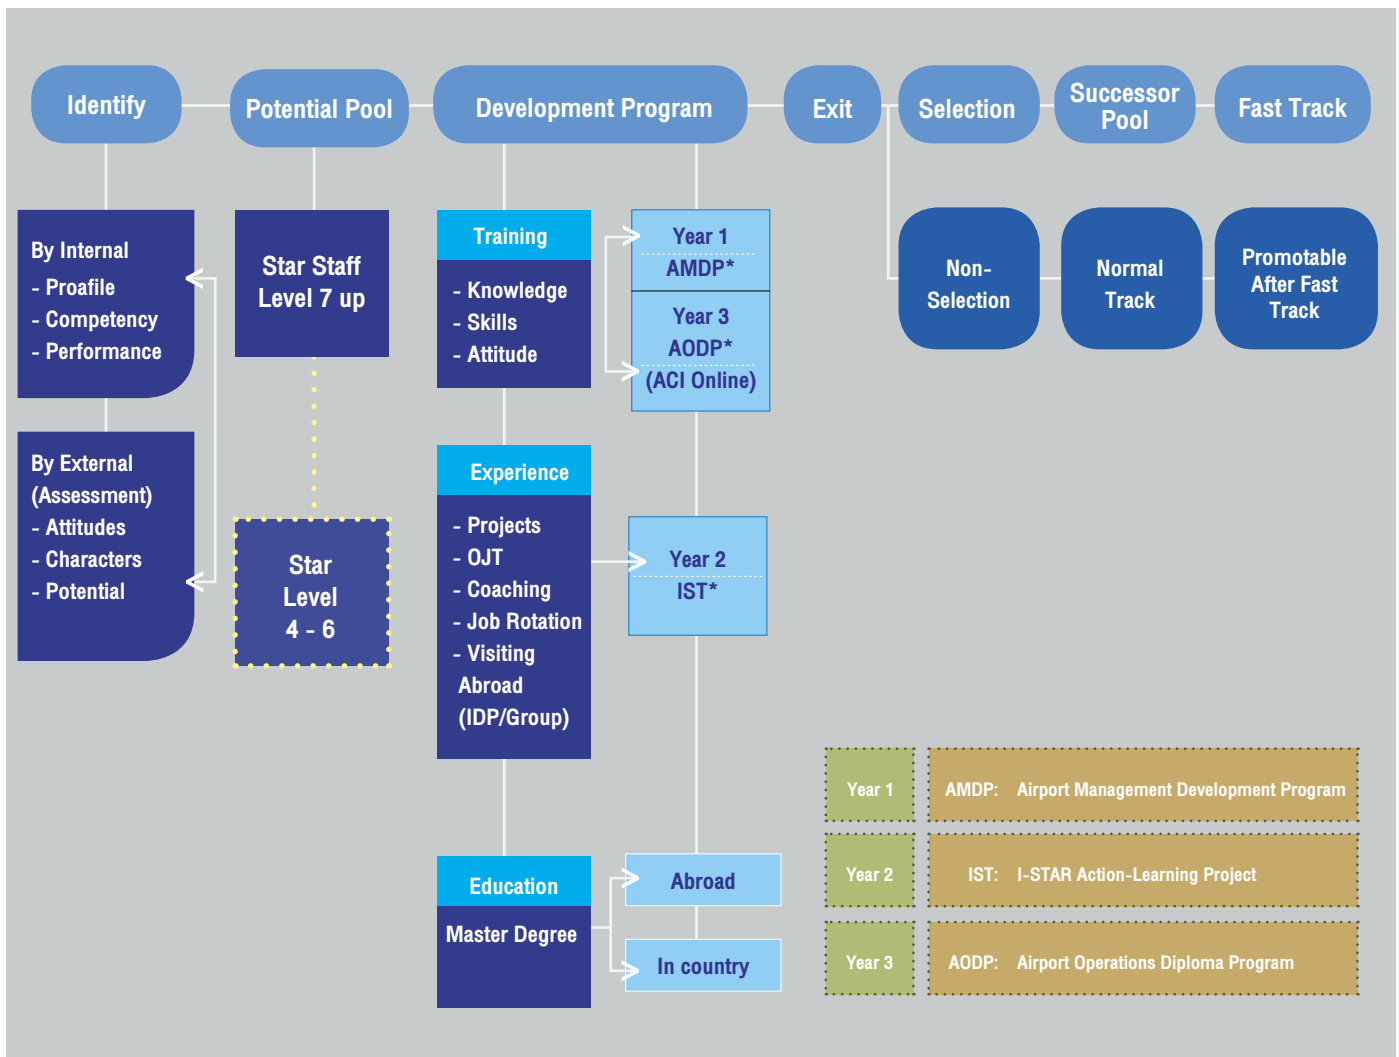 Identify
Potential Pool
Development Program
Exit
Selection
Successor
Pool
Fast Track
By Internal
- Proafile
- Competency
- Performance
By External
(Assessment)
- Attitudes
- Characters
- Potential
Star Staff
Level 7 up
Star
Level
4 - 6
Training
- Knowledge
- Skills
- Attitude
Experience
- Projects
- OJT
- Coaching
- Job Rotation
- Visiting
Abroad
(IDP/Group)
Education
Master Degree
Year 1
AMDP*
Year 3
AODP*
(ACI Online)
Year 2
IST*
Abroad
In country
Non-
Selection
Normal
Track
Promotable
After Fast
Track
Year 1
AMDP: Airport Management Development Program
Year 2
IST: I-STAR Action-Learning Project
Year 3
AODP: Airport Operations Diploma Program